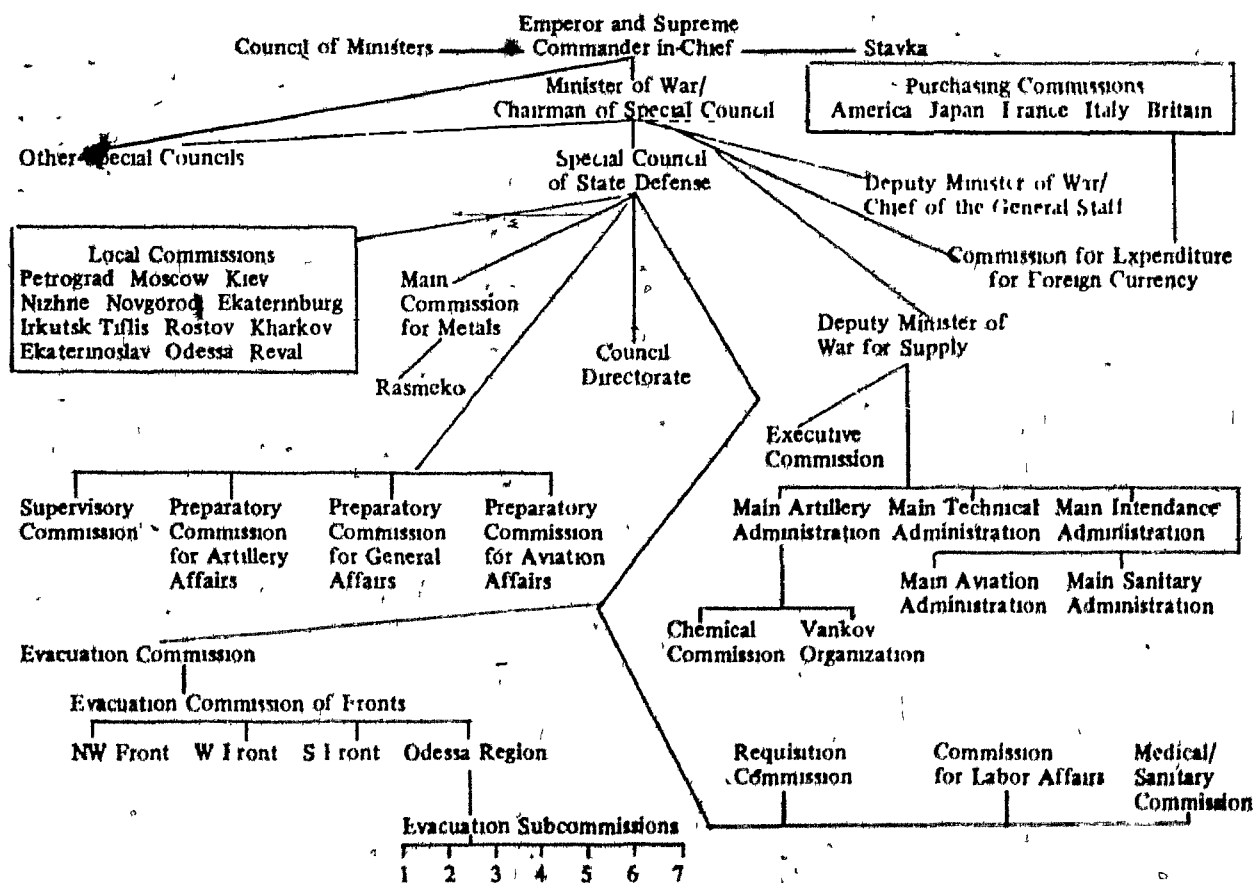 Emperor and Supreme
Council of Ministers Commander in-Chief Stavka
Minister of War/
Chairman of Special Council
Purchasing Commissions
America Japan France Italy Britain
Other Special Councils
Special Council
of State Defense
Deputy Minister of War/
Chief of the General Staff
Commission for Expenditure
for Foreign Currency
Local Commissions
Petrograd Moscow Kiev
Nizhne Novgorod Ekaterinburg
Irkutsk Tiflis Rostov Kharkov
Ekaterinoslav Odessa Reval
Main
Commission
for Metals
Rasmeko
Council
Directorate
Deputy Minister of
War for Supply
Executive
Commission
Supervisory
Commission
Preparatory
Commission
for Artillery
Affairs
Preparatory
Commission
for General
Affairs
Preparatory
Commission
for Aviation
Affairs
Main Artillery
Administration
Main Technical
Administration
Main Intendance
Administration
Main Aviation
Administration
Main Sanitary
Administration
Chemical
Commission
Vankov
Organization
Evacuation Commission
Evacuation Commission of Fronts
NW Front W Front S Front Odessa Region
Evacuation Subcommissions
1 2 3 4 5 6 7
Requisition
Commission
Commission
for Labor Affairs
Medical/
Sanitary
Commission